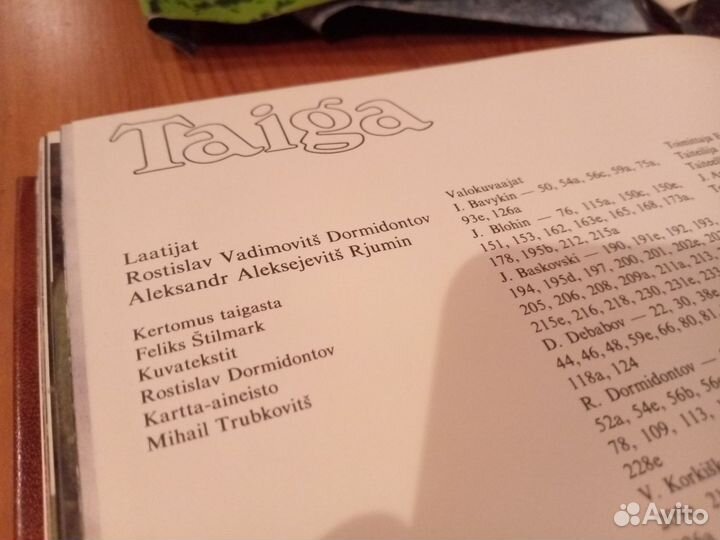 Taiga
Laatijat
Rostislav Vadimovitš Dormidontov
Aleksandr Aleksejevitš Rjumin
Kertomus taigasta
Feliks Štilmark
Kuvatekstit
Rostislav Dormidontov
Kartta-aineisto
Mihail Trubkovitš
Valokuvaajat
I. Bavykin — 50, 54a, 56c, 59a, 75a,
93e, 126a
J. Blohin — 76, 115a, 150c, 150e,
151, 153, 162, 163e, 165, 168, 173a,
178, 195b, 212, 215a
J. Baskovski — 190, 191e, 192, 193,
194, 195d, 197, 200, 201, 202e,
205, 206, 208, 209a, 211a, 213,
215e, 216, 218, 230, 231e,
D. Debabov — 22, 30, 38e
44, 46, 48, 59e, 66, 80, 81
118a, 124
R. Dormidontov —
52a, 54e, 56b, 56e
78, 109, 113,
228e
V.
Toimittaja
Taiteilija
J.
Avito